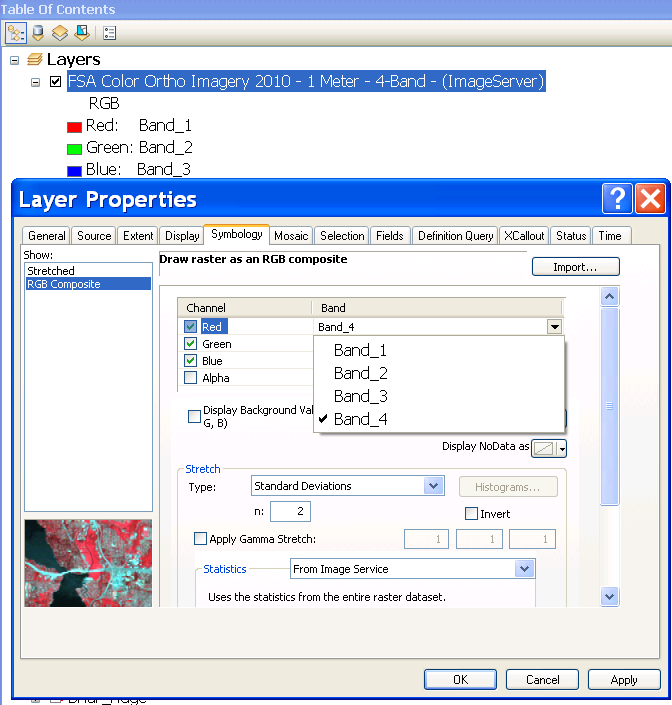 Table Of Contents
Layers
FSA Color Ortho Imagery 2010 - 1 Meter - 4-Band - (ImageServer)
RGB
Red: Band_1
Green: Band_2
Blue: Band_3
Layer Properties
General Source Extent Display Symbology Mosaic Selection Fields Definition Query XCallout Status Time
Show:
Stretched
RGB Composite
Draw raster as an RGB composite
Import...
Channel Band
Red Band_4
Green
Blue
Alpha
Band_1
Band_2
Band_3
Band_4
Display Background Val
G, B)
Display NoData as
Stretch
Type: Standard Deviations Histograms...
n: 2 Invert
Apply Gamma Stretch: 1 1 1
Statistics From Image Service
Uses the statistics from the entire raster dataset.
OK Cancel Apply